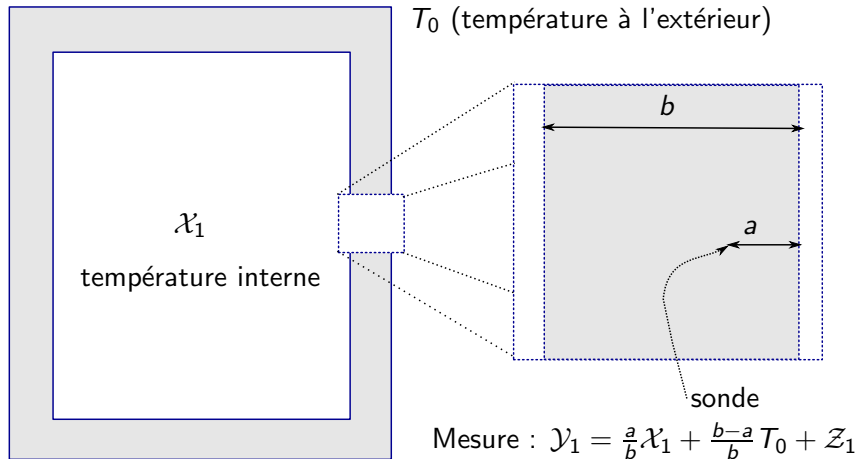 T₀ (température à l'extérieur)
b
𝒳₁
a
température interne
sonde
Mesure : 𝒴₁ = a/b 𝒳₁ + (b−a)/b T₀ + 𝒵₁